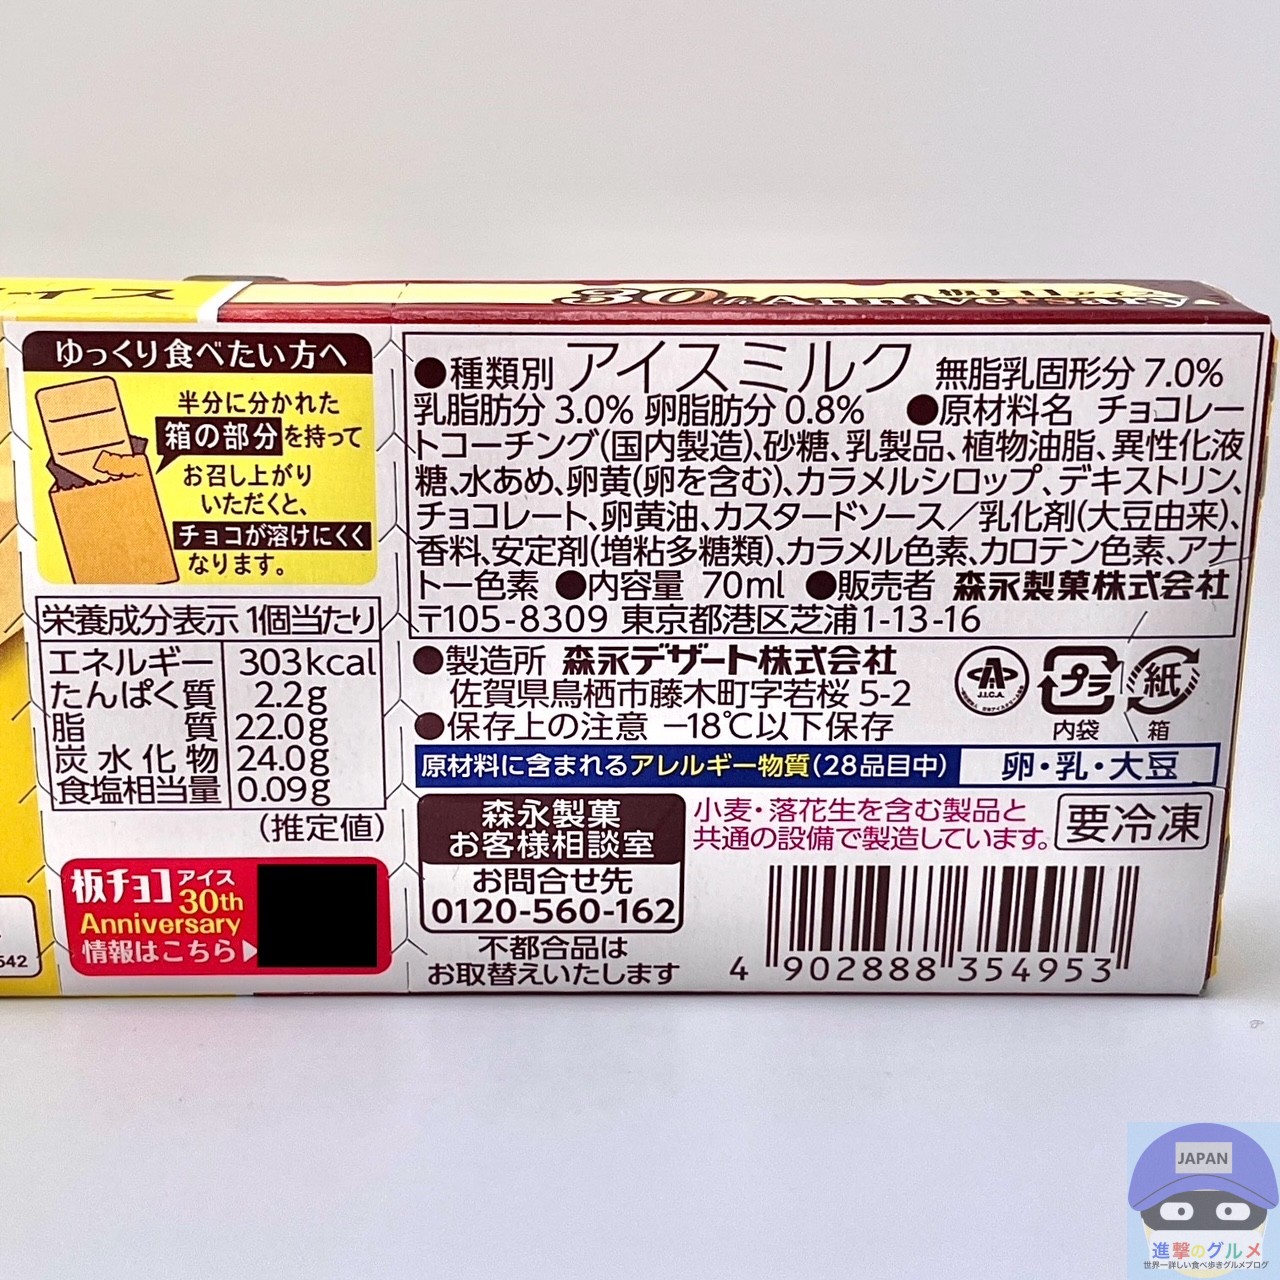 30th Anniversary
ゆっくり食べたい方へ
半分に分かれた
箱の部分を持って
お召し上がり
いただくと、
チョコが溶けにくく
なります。
栄養成分表示 1個当たり
エネルギー 303kcal
たんぱく質 2.2g
脂質 22.0g
炭水化物 24.0g
食塩相当量 0.09g
(推定値)
板チョコアイス
30th
Anniversary
情報はこちら▶
542
●種類別 アイスミルク 無脂乳固形分 7.0%
乳脂肪分 3.0% 卵脂肪分 0.8% ●原材料名 チョコレー
トコーチング(国内製造)、砂糖、乳製品、植物油脂、異性化液
糖、水あめ、卵黄(卵を含む)、カラメルシロップ、デキストリン、
チョコレート、卵黄油、カスタードソース/乳化剤(大豆由来)、
香料、安定剤(増粘多糖類)、カラメル色素、カロテン色素、アナ
トー色素 ●内容量 70ml ●販売者 森永製菓株式会社
〒105-8309 東京都港区芝浦1-13-16
●製造所 森永デザート株式会社
佐賀県鳥栖市藤木町字若桜 5-2
●保存上の注意 −18℃以下保存
J.I.C.A.
プラ
内袋
紙
箱
原材料に含まれるアレルギー物質(28品目中) 卵・乳・大豆
森永製菓
お客様相談室
お問合せ先
0120-560-162
不都合品は
お取替えいたします
小麦・落花生を含む製品と
共通の設備で製造しています。
要冷凍
4 902888 354953
JAPAN
進撃のグルメ
世界一詳しい食べ歩きグルメブログ